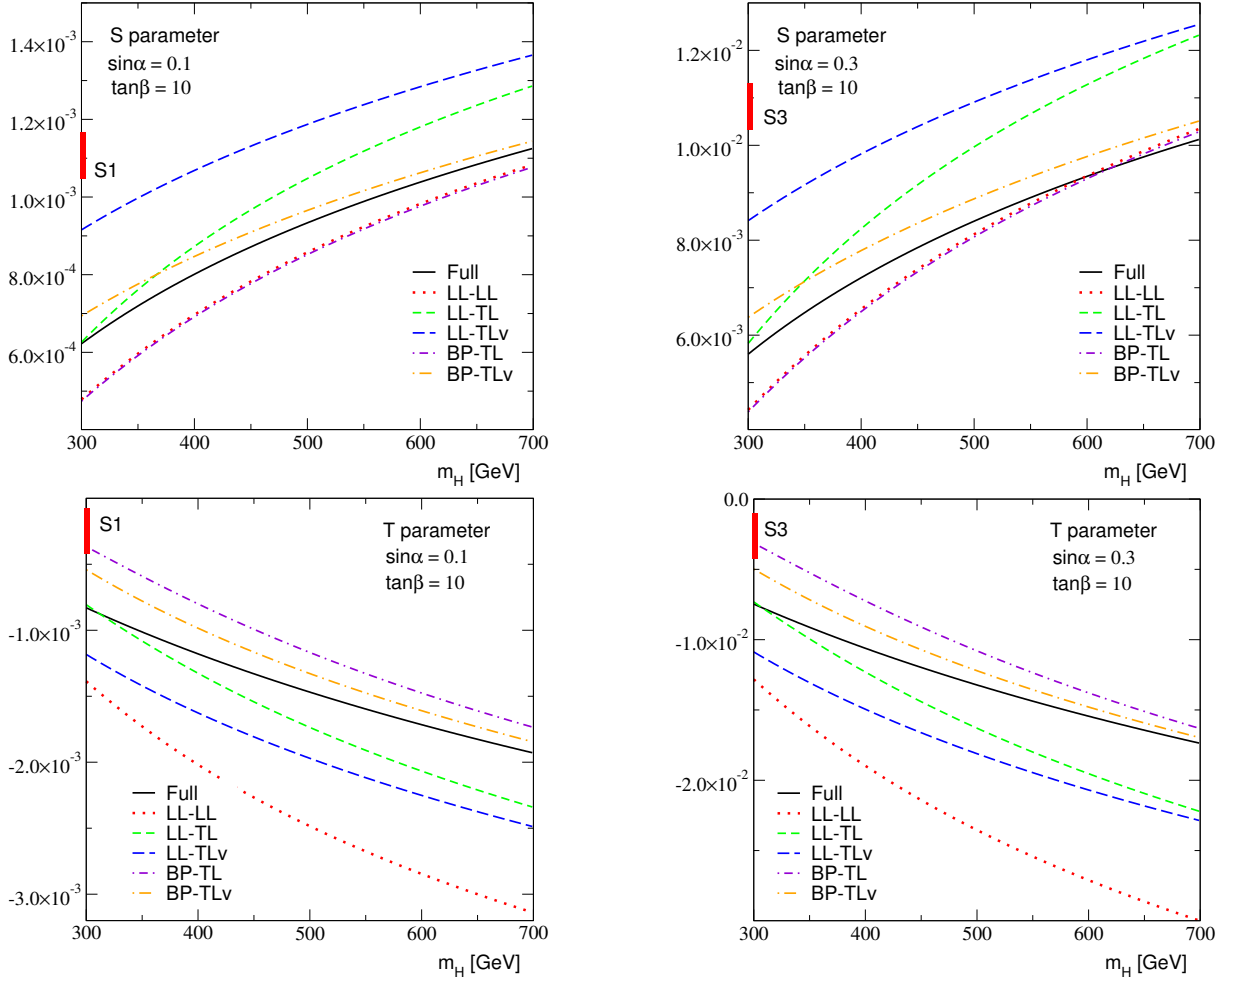 S parameter
sinα = 0.1
tanβ = 10
1.4×10⁻³
1.2×10⁻³
1.0×10⁻³
8.0×10⁻⁴
6.0×10⁻⁴
S1
Full
LL-LL
LL-TL
LL-TLv
BP-TL
BP-TLv
300 400 500 600 700
m_H [GeV]
S parameter
sinα = 0.3
tanβ = 10
1.2×10⁻²
1.0×10⁻²
8.0×10⁻³
6.0×10⁻³
S3
Full
LL-LL
LL-TL
LL-TLv
BP-TL
BP-TLv
300 400 500 600 700
m_H [GeV]
S1
T parameter
sinα = 0.1
tanβ = 10
-1.0×10⁻³
-2.0×10⁻³
-3.0×10⁻³
Full
LL-LL
LL-TL
LL-TLv
BP-TL
BP-TLv
300 400 500 600 700
m_H [GeV]
0.0
S3
T parameter
sinα = 0.3
tanβ = 10
-1.0×10⁻²
-2.0×10⁻²
Full
LL-LL
LL-TL
LL-TLv
BP-TL
BP-TLv
300 400 500 600 700
m_H [GeV]